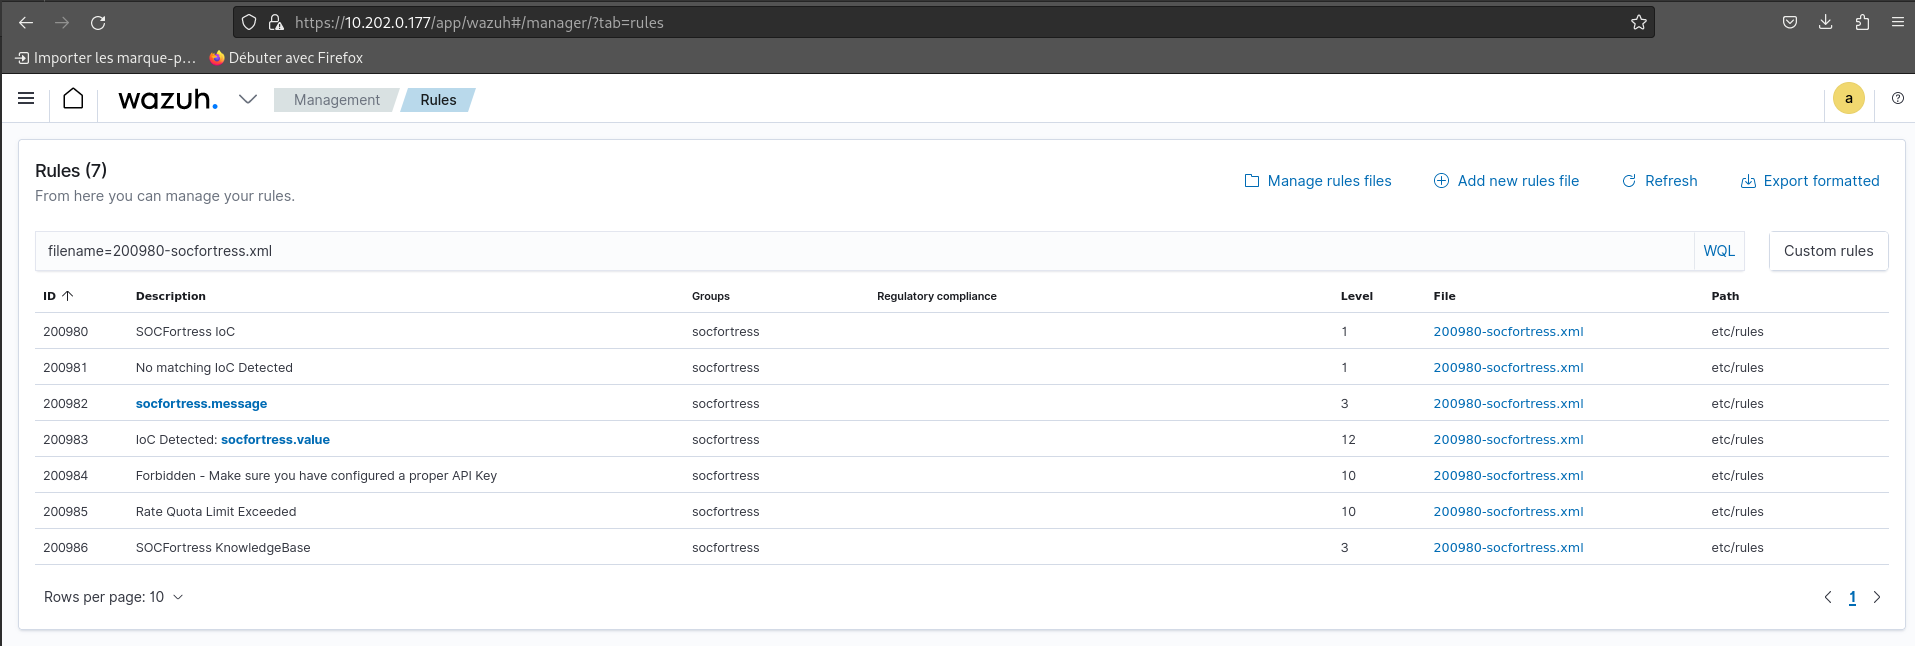 https://10.202.0.177/app/wazuh#/manager/?tab=rules
Importer les marque-p… Débuter avec Firefox
wazuh. Management Rules a
Rules (7)
From here you can manage your rules.
Manage rules files Add new rules file Refresh Export formatted
filename=200980-socfortress.xml WQL Custom rules
ID Description Groups Regulatory compliance Level File Path
200980 SOCFortress IoC socfortress 1 200980-socfortress.xml etc/rules
200981 No matching IoC Detected socfortress 1 200980-socfortress.xml etc/rules
200982 socfortress.message socfortress 3 200980-socfortress.xml etc/rules
200983 IoC Detected: socfortress.value socfortress 12 200980-socfortress.xml etc/rules
200984 Forbidden - Make sure you have configured a proper API Key socfortress 10 200980-socfortress.xml etc/rules
200985 Rate Quota Limit Exceeded socfortress 10 200980-socfortress.xml etc/rules
200986 SOCFortress KnowledgeBase socfortress 3 200980-socfortress.xml etc/rules
Rows per page: 10 1